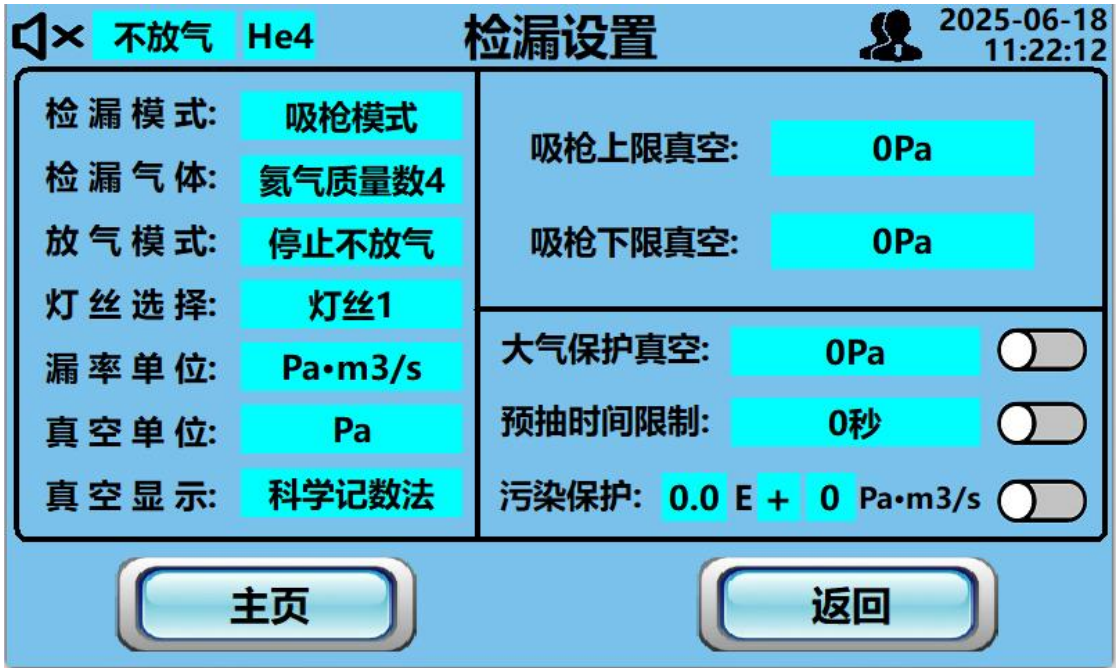 不放气 He4 检漏设置 2025-06-18
11:22:12
检漏模式: 吸枪模式
检漏气体: 氦气质量数4
放气模式: 停止不放气
灯丝选择: 灯丝1
漏率单位: Pa•m3/s
真空单位: Pa
真空显示: 科学记数法
吸枪上限真空: 0Pa
吸枪下限真空: 0Pa
大气保护真空: 0Pa
预抽时间限制: 0秒
污染保护: 0.0 E + 0 Pa•m3/s
主页 返回